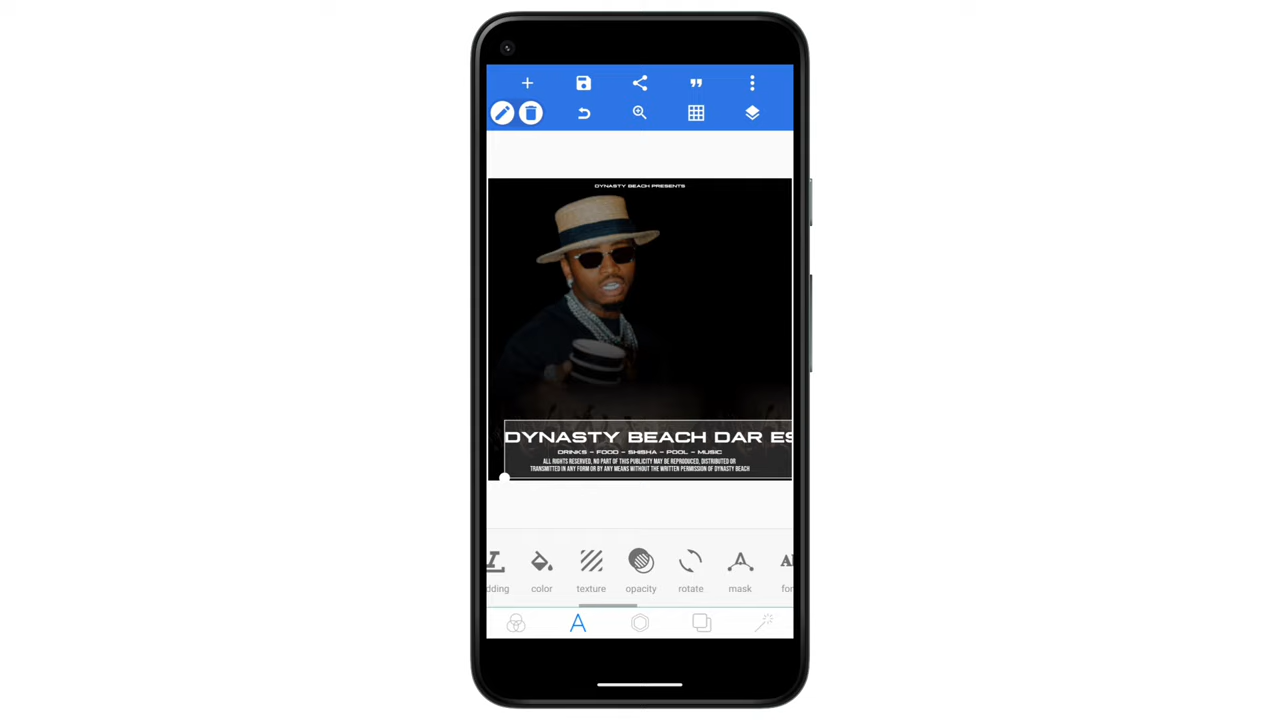 DYNASTY BEACH PRESENTS
DYNASTY BEACH DAR ES
DRINKS – FOOD – SHISHA – POOL – MUSIC
ALL RIGHTS RESERVED, NO PART OF THIS PUBLICITY MAY BE REPRODUCED, DISTRIBUTED OR
TRANSMITTED IN ANY FORM OR BY ANY MEANS WITHOUT THE WRITTEN PERMISSION OF DYNASTY BEACH
dding color texture opacity rotate mask for